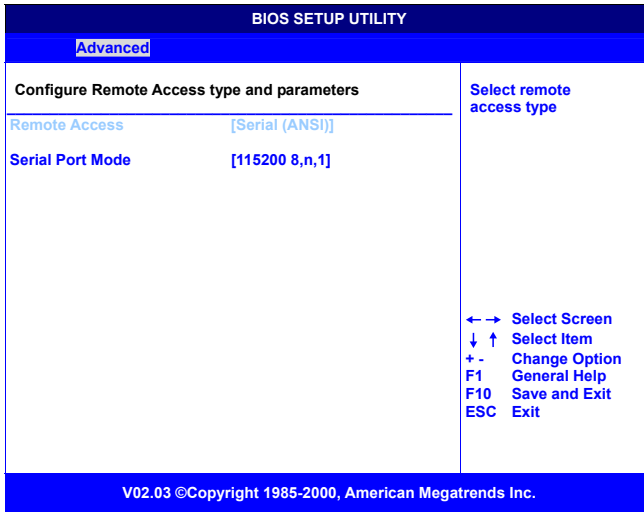 BIOS SETUP UTILITY
Advanced
Configure Remote Access type and parameters
Remote Access [Serial (ANSI)]
Serial Port Mode [115200 8,n,1]
Select remote
access type
←→ Select Screen
↓ ↑ Select Item
+ - Change Option
F1 General Help
F10 Save and Exit
ESC Exit
V02.03 ©Copyright 1985-2000, American Megatrends Inc.